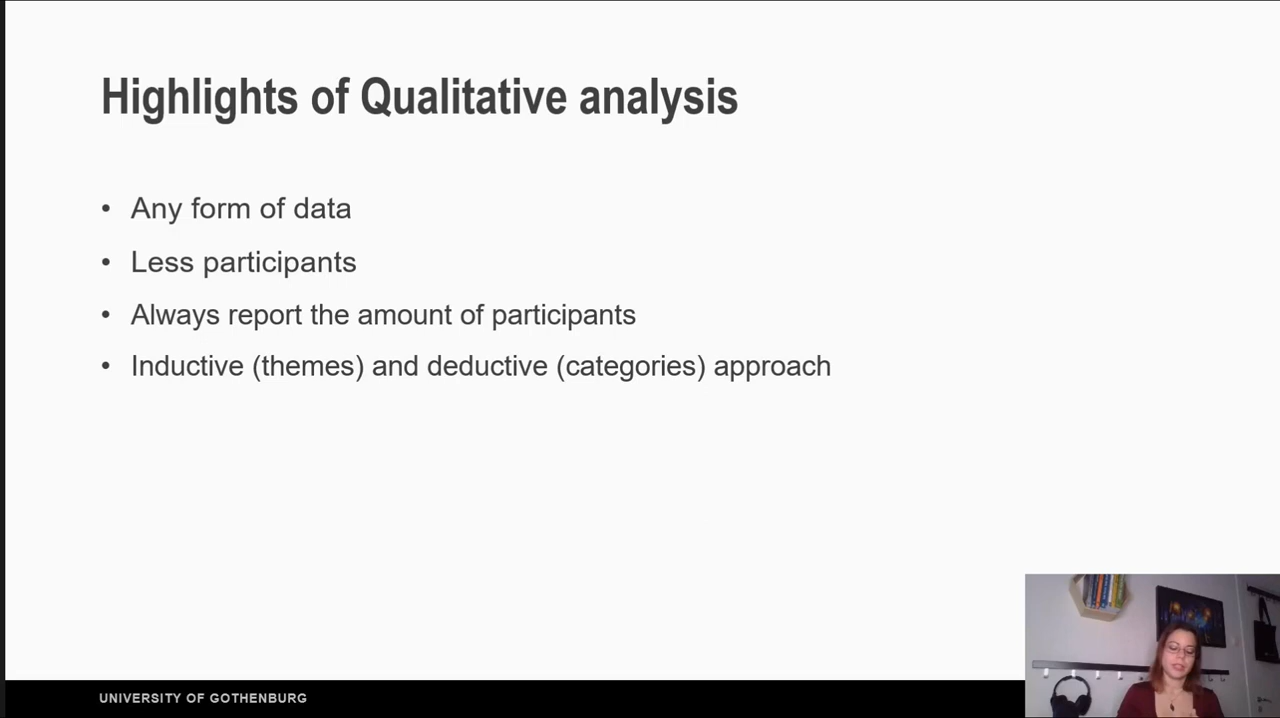 Highlights of Qualitative analysis
• Any form of data
• Less participants
• Always report the amount of participants
• Inductive (themes) and deductive (categories) approach
UNIVERSITY OF GOTHENBURG